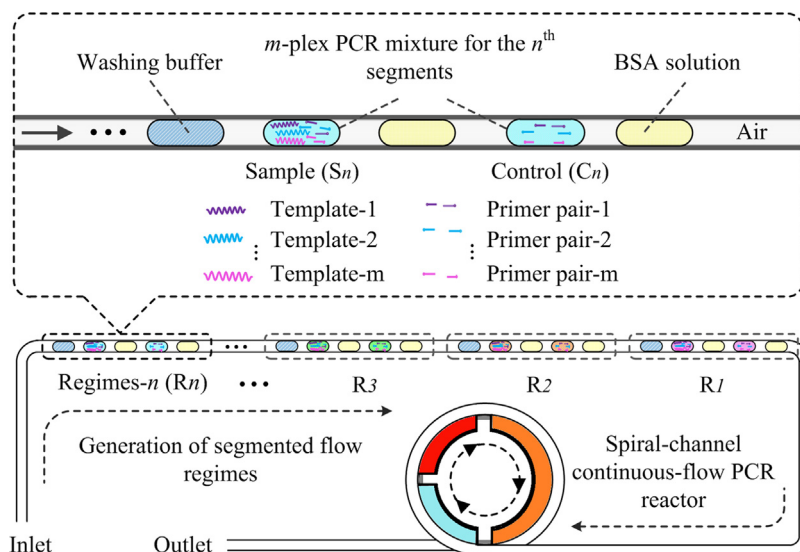 m-plex PCR mixture for the nth
segments
Washing buffer
BSA solution
Air
Sample (Sn)
Control (Cn)
Template-1
Primer pair-1
Template-2
Primer pair-2
Template-m
Primer pair-m
Regimes-n (Rn)
R3
R2
R1
Generation of segmented flow
regimes
Spiral-channel
continuous-flow PCR
reactor
Inlet
Outlet